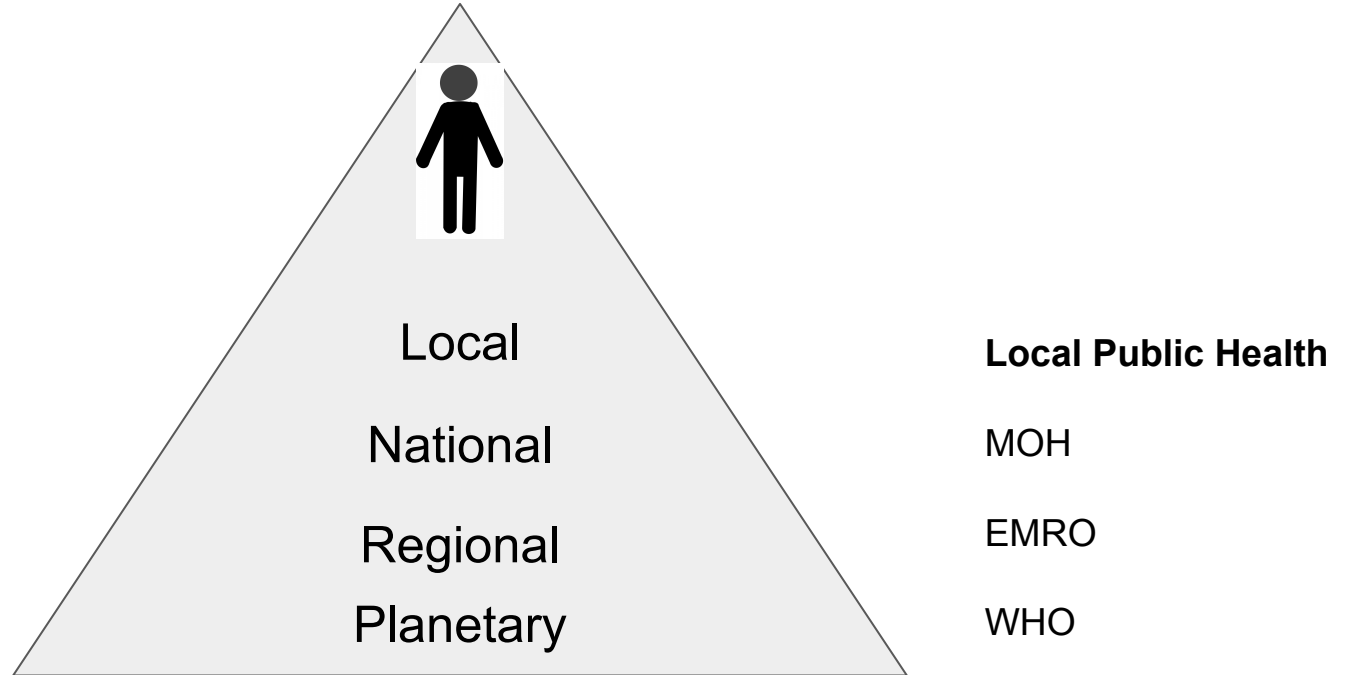 Local
Local Public Health
National
MOH
Regional
EMRO
Planetary
WHO